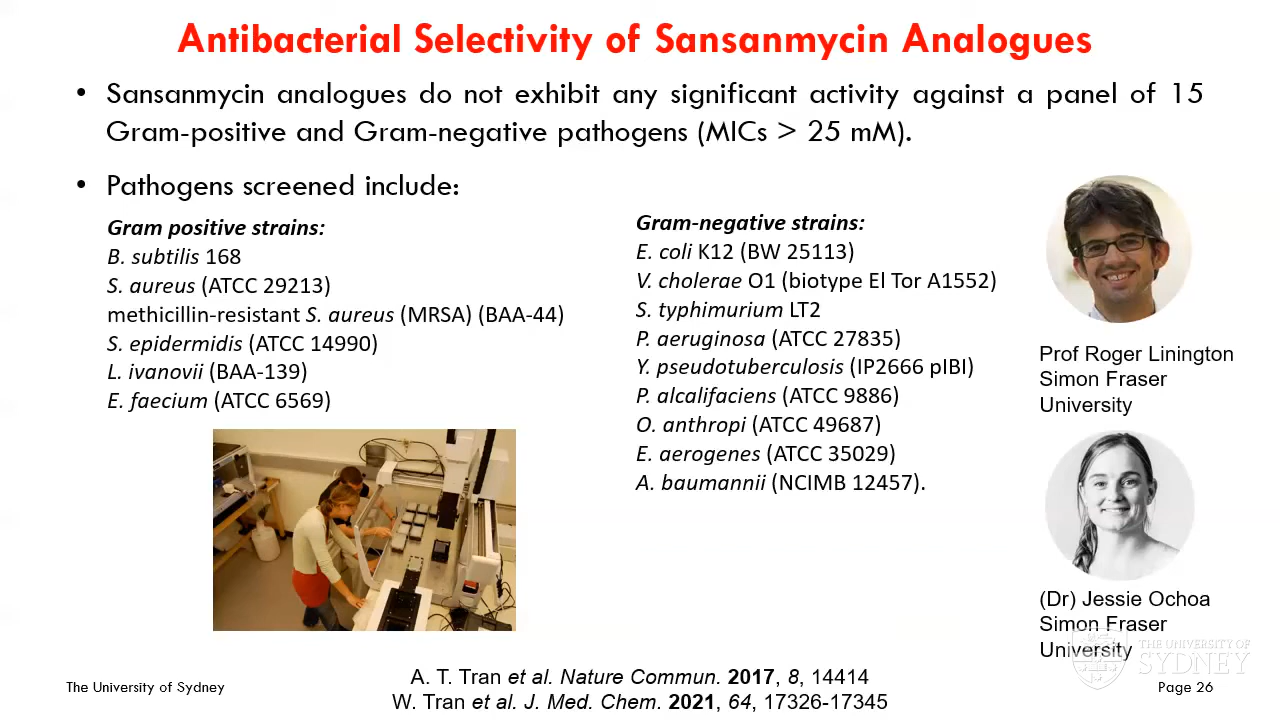 Antibacterial Selectivity of Sansanmycin Analogues
• Sansanmycin analogues do not exhibit any significant activity against a panel of 15
Gram-positive and Gram-negative pathogens (MICs > 25 mM).
• Pathogens screened include:
Gram positive strains:
B. subtilis 168
S. aureus (ATCC 29213)
methicillin-resistant S. aureus (MRSA) (BAA-44)
S. epidermidis (ATCC 14990)
L. ivanovii (BAA-139)
E. faecium (ATCC 6569)
Gram-negative strains:
E. coli K12 (BW 25113)
V. cholerae O1 (biotype El Tor A1552)
S. typhimurium LT2
P. aeruginosa (ATCC 27835)
Y. pseudotuberculosis (IP2666 pIBI)
P. alcalifaciens (ATCC 9886)
O. anthropi (ATCC 49687)
E. aerogenes (ATCC 35029)
A. baumannii (NCIMB 12457).
Prof Roger Linington
Simon Fraser
University
(Dr) Jessie Ochoa
Simon Fraser
University
THE UNIVERSITY OF
SYDNEY
A. T. Tran et al. Nature Commun. 2017, 8, 14414
W. Tran et al. J. Med. Chem. 2021, 64, 17326-17345
The University of Sydney
Page 26